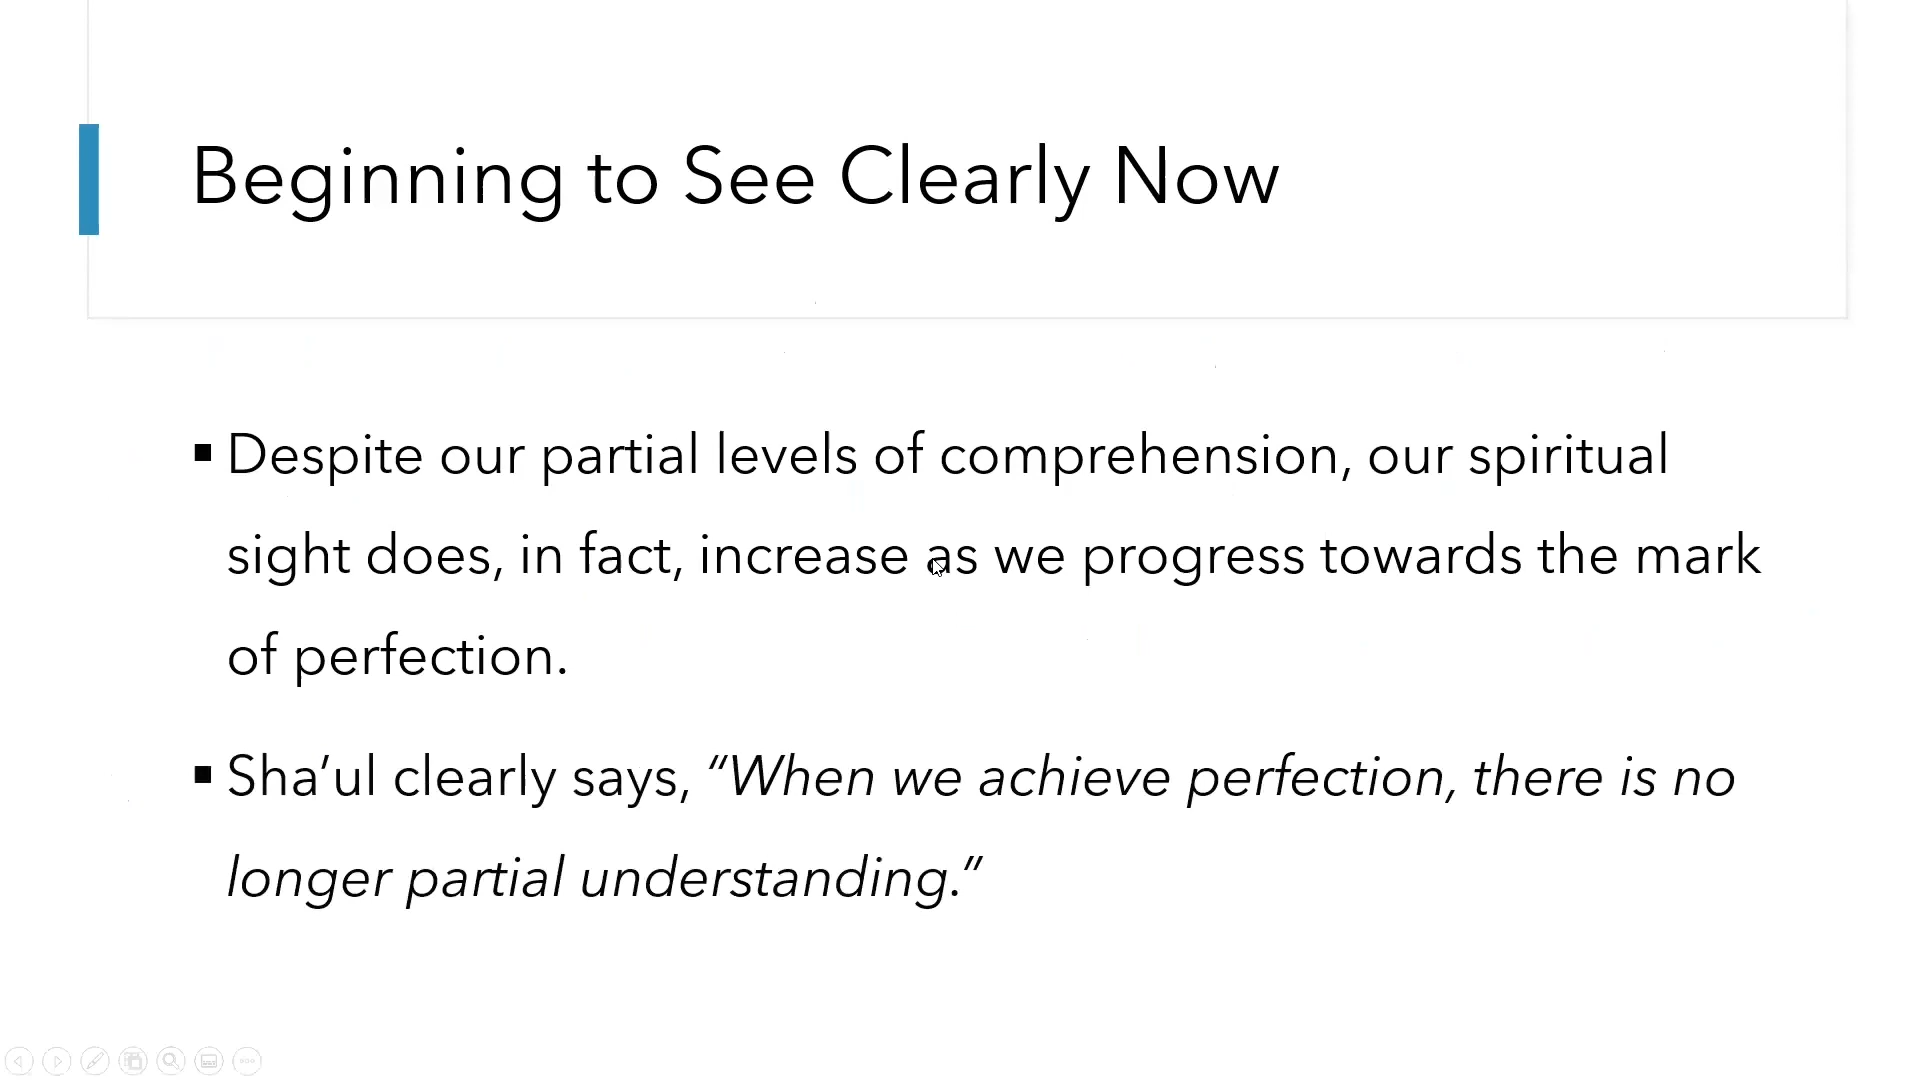 Beginning to See Clearly Now
▪ Despite our partial levels of comprehension, our spiritual
sight does, in fact, increase as we progress towards the mark
of perfection.
▪ Sha’ul clearly says, “When we achieve perfection, there is no
longer partial understanding.”